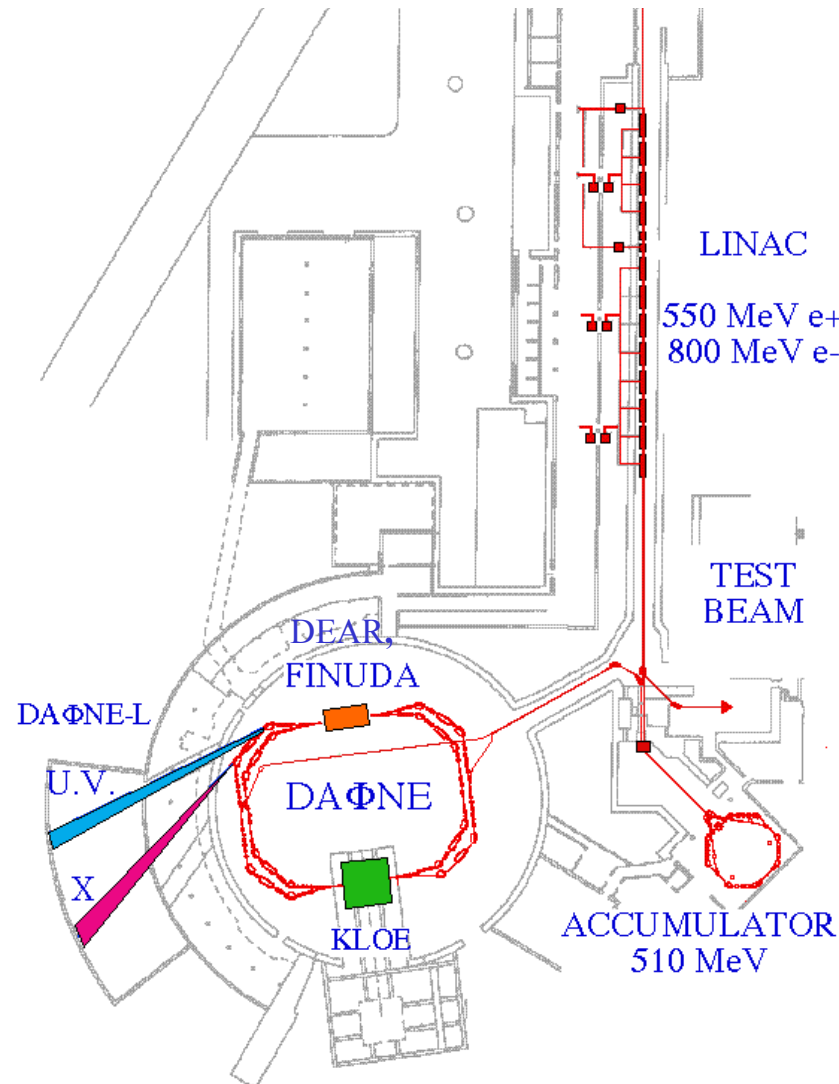 LINAC
550 MeV e+
800 MeV e-
TEST
BEAM
DEAR,
FINUDA
DAΦNE-L
U.V.
DAΦNE
X
KLOE
ACCUMULATOR
510 MeV